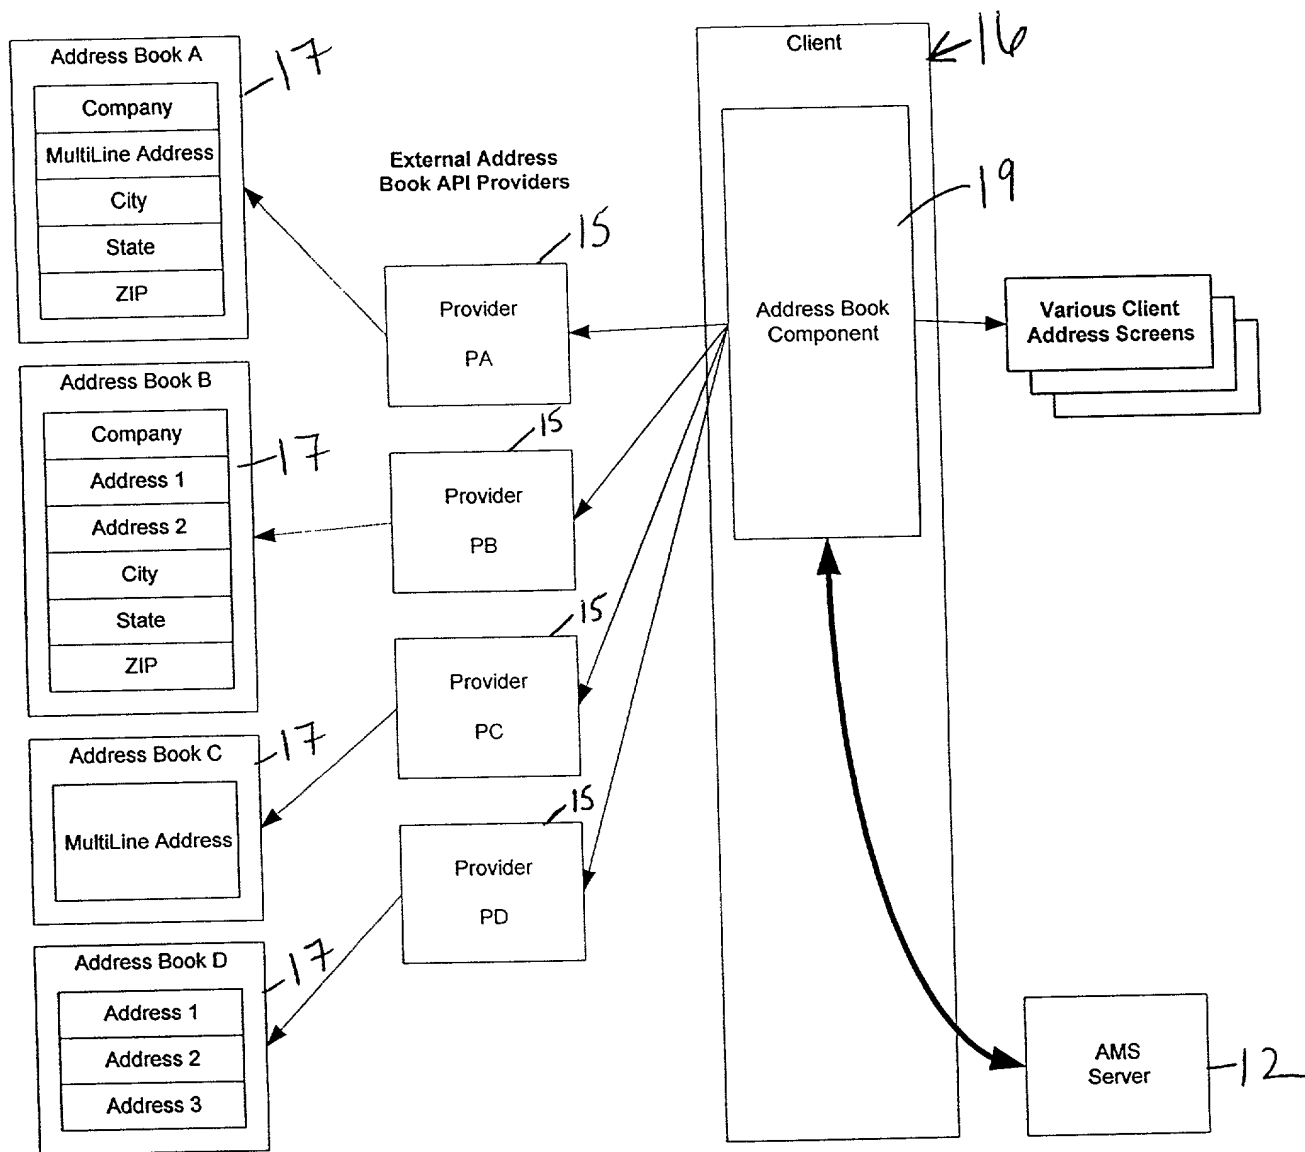 Address Book A
17
Company
MultiLine Address
City
State
ZIP
Address Book B
17
Company
Address 1
Address 2
City
State
ZIP
Address Book C
17
MultiLine Address
Address Book D
17
Address 1
Address 2
Address 3
External Address
Book API Providers
15
Provider
PA
15
Provider
PB
15
Provider
PC
15
Provider
PD
Client
16
19
Address Book
Component
Various Client
Address Screens
AMS
Server
12